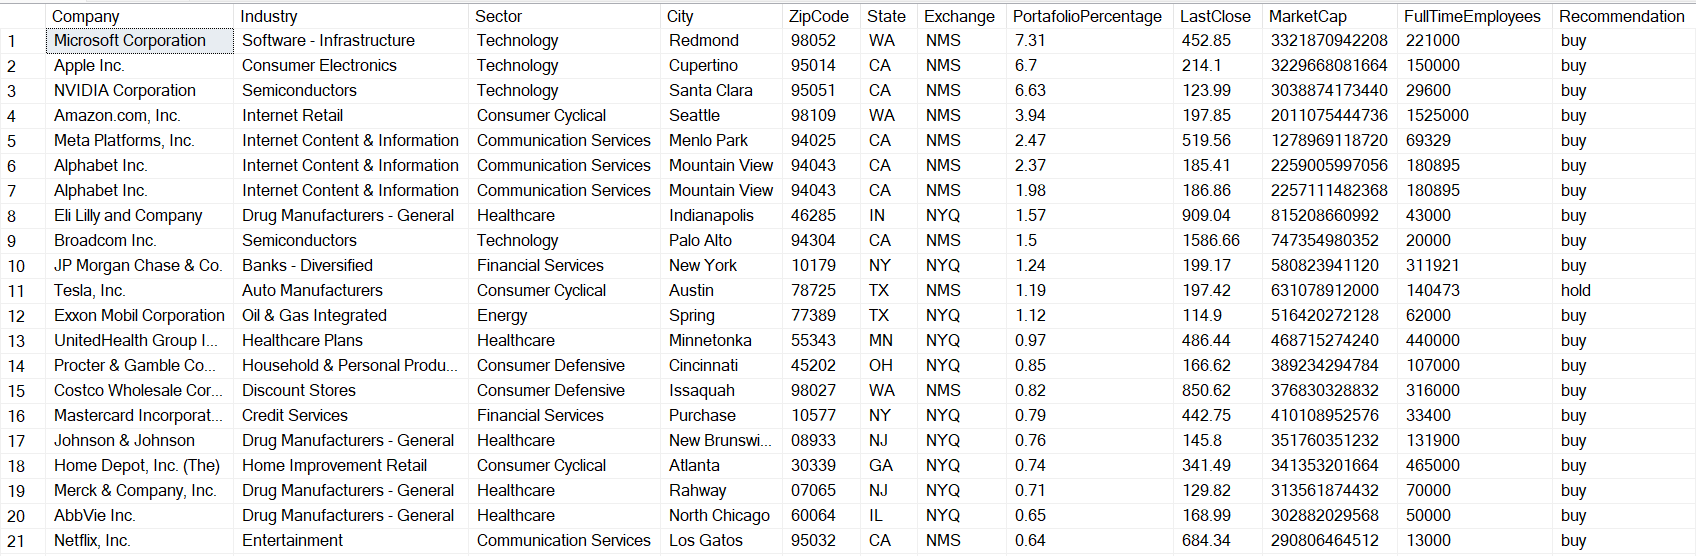 Company Industry Sector City ZipCode State Exchange PortafolioPercentage LastClose MarketCap FullTimeEmployees Recommendation
1 Microsoft Corporation Software - Infrastructure Technology Redmond 98052 WA NMS 7.31 452.85 3321870942208 221000 buy
2 Apple Inc. Consumer Electronics Technology Cupertino 95014 CA NMS 6.7 214.1 3229668081664 150000 buy
3 NVIDIA Corporation Semiconductors Technology Santa Clara 95051 CA NMS 6.63 123.99 3038874173440 29600 buy
4 Amazon.com, Inc. Internet Retail Consumer Cyclical Seattle 98109 WA NMS 3.94 197.85 2011075444736 1525000 buy
5 Meta Platforms, Inc. Internet Content & Information Communication Services Menlo Park 94025 CA NMS 2.47 519.56 1278969118720 69329 buy
6 Alphabet Inc. Internet Content & Information Communication Services Mountain View 94043 CA NMS 2.37 185.41 2259005997056 180895 buy
7 Alphabet Inc. Internet Content & Information Communication Services Mountain View 94043 CA NMS 1.98 186.86 2257111482368 180895 buy
8 Eli Lilly and Company Drug Manufacturers - General Healthcare Indianapolis 46285 IN NYQ 1.57 909.04 815208660992 43000 buy
9 Broadcom Inc. Semiconductors Technology Palo Alto 94304 CA NMS 1.5 1586.66 747354980352 20000 buy
10 JP Morgan Chase & Co. Banks - Diversified Financial Services New York 10179 NY NYQ 1.24 199.17 580823941120 311921 buy
11 Tesla, Inc. Auto Manufacturers Consumer Cyclical Austin 78725 TX NMS 1.19 197.42 631078912000 140473 hold
12 Exxon Mobil Corporation Oil & Gas Integrated Energy Spring 77389 TX NYQ 1.12 114.9 516420272128 62000 buy
13 UnitedHealth Group I... Healthcare Plans Healthcare Minnetonka 55343 MN NYQ 0.97 486.44 468715274240 440000 buy
14 Procter & Gamble Co... Household & Personal Produ... Consumer Defensive Cincinnati 45202 OH NYQ 0.85 166.62 389234294784 107000 buy
15 Costco Wholesale Cor... Discount Stores Consumer Defensive Issaquah 98027 WA NMS 0.82 850.62 376830328832 316000 buy
16 Mastercard Incorporat... Credit Services Financial Services Purchase 10577 NY NYQ 0.79 442.75 410108952576 33400 buy
17 Johnson & Johnson Drug Manufacturers - General Healthcare New Brunswi... 08933 NJ NYQ 0.76 145.8 351760351232 131900 buy
18 Home Depot, Inc. (The) Home Improvement Retail Consumer Cyclical Atlanta 30339 GA NYQ 0.74 341.49 341353201664 465000 buy
19 Merck & Company, Inc. Drug Manufacturers - General Healthcare Rahway 07065 NJ NYQ 0.71 129.82 313561874432 70000 buy
20 AbbVie Inc. Drug Manufacturers - General Healthcare North Chicago 60064 IL NYQ 0.65 168.99 302882029568 50000 buy
21 Netflix, Inc. Entertainment Communication Services Los Gatos 95032 CA NMS 0.64 684.34 290806464512 13000 buy